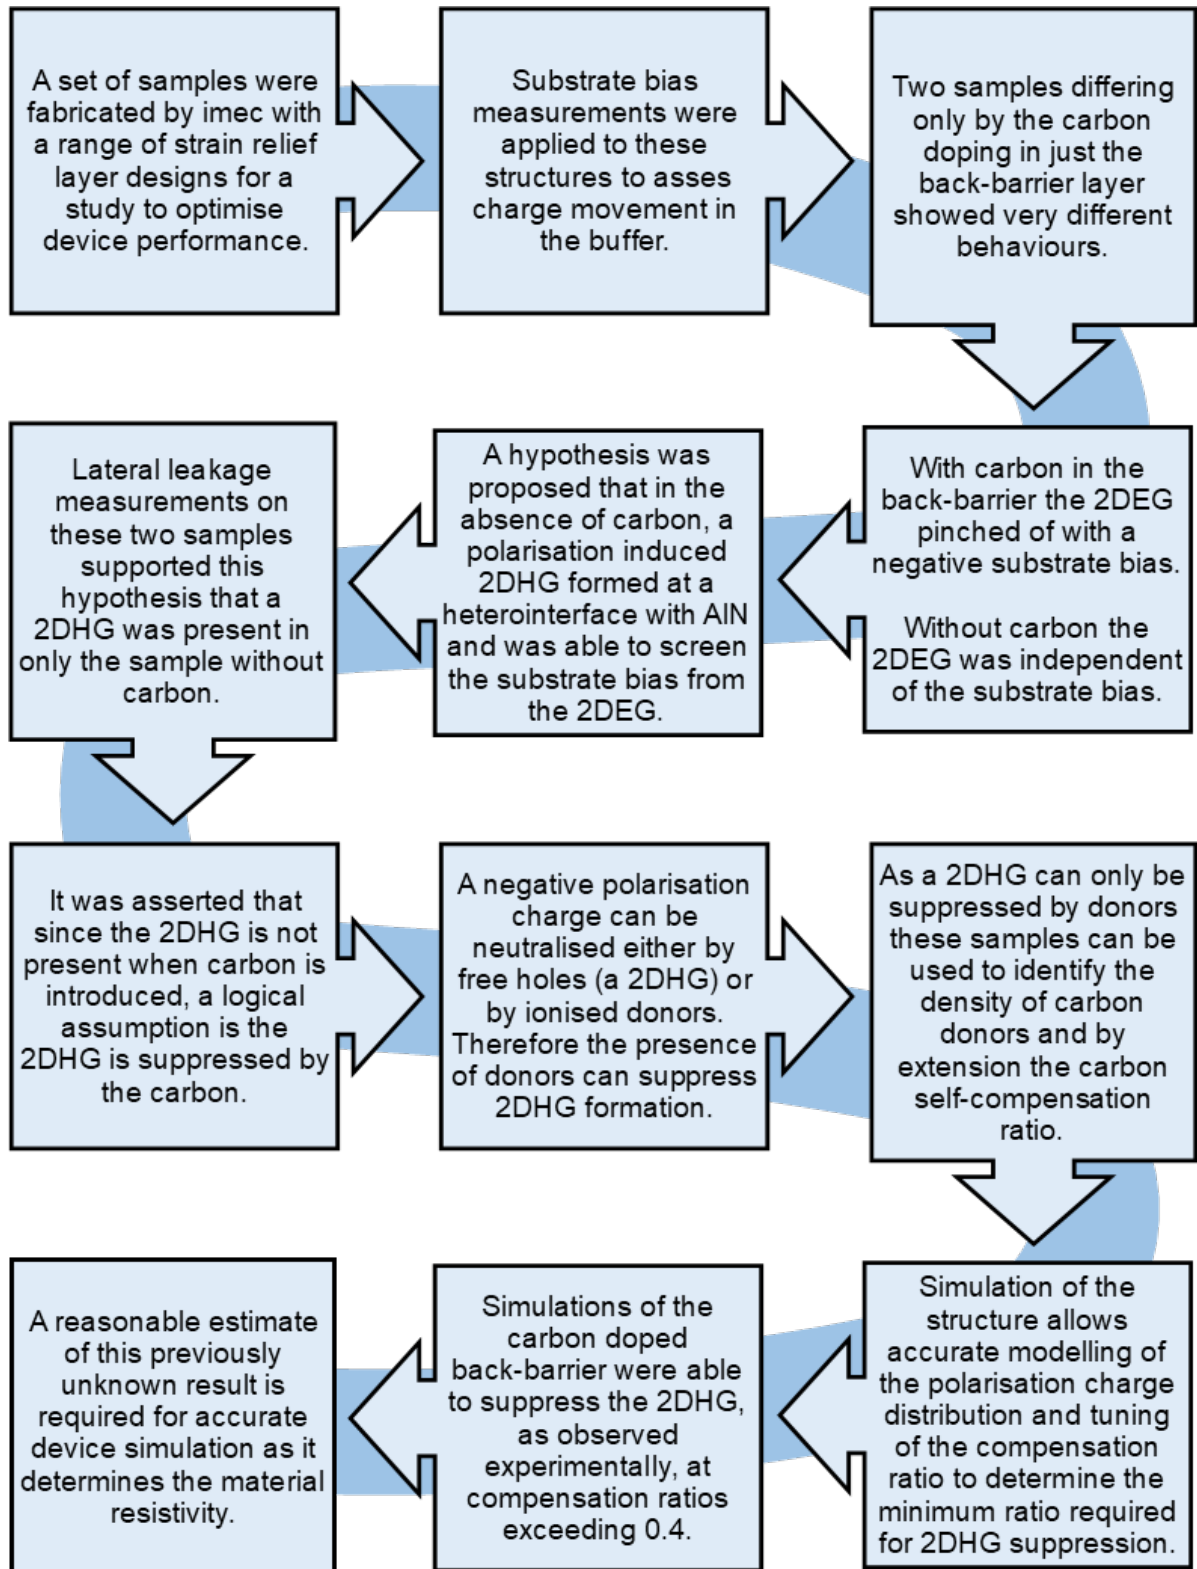 A set of samples were
fabricated by imec with
a range of strain relief
layer designs for a
study to optimise
device performance.
Substrate bias
measurements were
applied to these
structures to asses
charge movement in
the buffer.
Two samples differing
only by the carbon
doping in just the
back-barrier layer
showed very different
behaviours.
With carbon in the
back-barrier the 2DEG
pinched of with a
negative substrate bias.
Without carbon the
2DEG was independent
of the substrate bias.
A hypothesis was
proposed that in the
absence of carbon, a
polarisation induced
2DHG formed at a
heterointerface with AlN
and was able to screen
the substrate bias from
the 2DEG.
Lateral leakage
measurements on
these two samples
supported this
hypothesis that a
2DHG was present in
only the sample without
carbon.
It was asserted that
since the 2DHG is not
present when carbon is
introduced, a logical
assumption is the
2DHG is suppressed by
the carbon.
A negative polarisation
charge can be
neutralised either by
free holes (a 2DHG) or
by ionised donors.
Therefore the presence
of donors can suppress
2DHG formation.
As a 2DHG can only be
suppressed by donors
these samples can be
used to identify the
density of carbon
donors and by
extension the carbon
self-compensation
ratio.
Simulation of the
structure allows
accurate modelling of
the polarisation charge
distribution and tuning
of the compensation
ratio to determine the
minimum ratio required
for 2DHG suppression.
Simulations of the
carbon doped
back-barrier were able
to suppress the 2DHG,
as observed
experimentally, at
compensation ratios
exceeding 0.4.
A reasonable estimate
of this previously
unknown result is
required for accurate
device simulation as it
determines the material
resistivity.